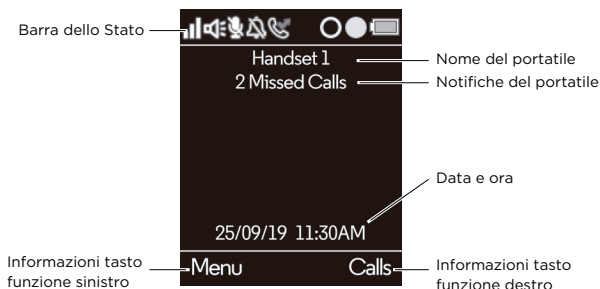 Barra dello Stato
Handset 1
Nome del portatile
2 Missed Calls
Notifiche del portatile
Data e ora
25/09/19 11:30AM
Informazioni tasto
funzione sinistro
Menu
Calls
Informazioni tasto
funzione destro